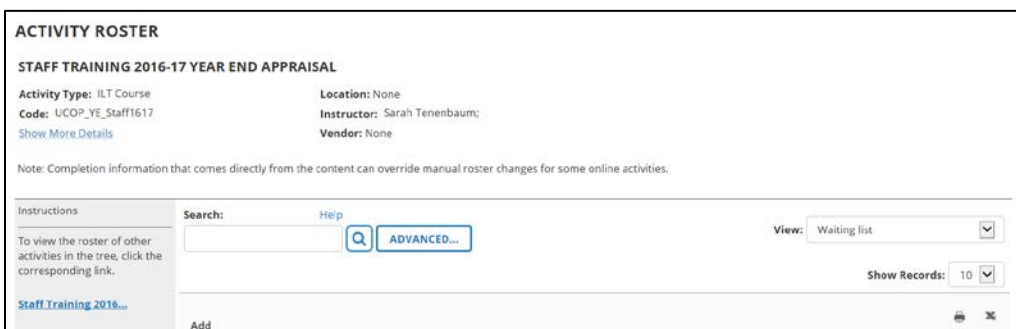 ACTIVITY ROSTER
STAFF TRAINING 2016-17 YEAR END APPRAISAL
Activity Type: ILT Course
Location: None
Code: UCOP_YE_Staff1617
Instructor: Sarah Tenenbaum;
Show More Details
Vendor: None
Note: Completion information that comes directly from the content can override manual roster changes for some online activities.
Instructions
To view the roster of other
activities in the tree, click the
corresponding link.
Staff Training 2016...
Search:
Help
ADVANCED...
View: Waiting list
Show Records: 10
Add